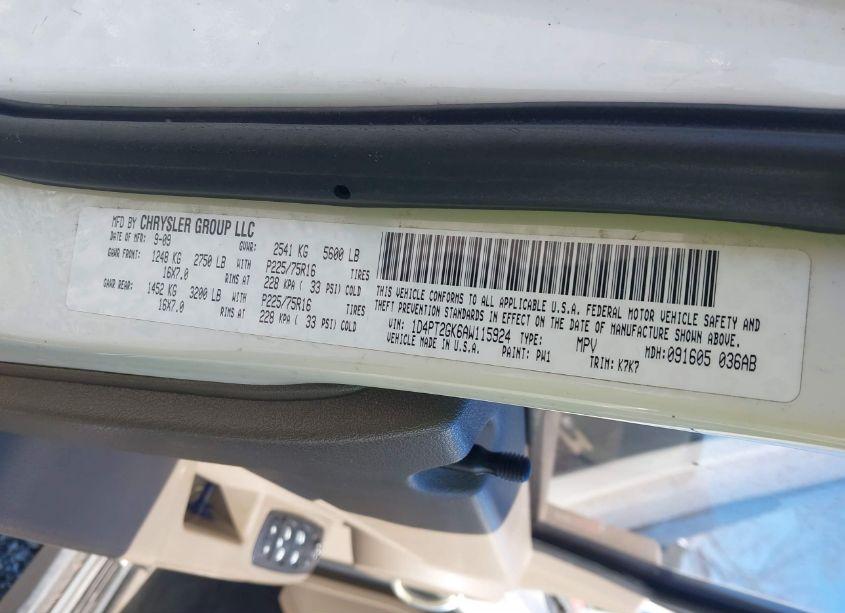 MFD BY CHRYSLER GROUP LLC
DATE OF MFD: 9-09 GVWR: 2541 KG 5600 LB
GAWR FRONT: 1248 KG 2750 LB WITH P225/75R16 TIRES
16X7.0 RIMS AT 228 KPA ( 33 PSI) COLD
GAWR REAR: 1452 KG 3200 LB WITH P225/75R16 TIRES
16X7.0 RIMS AT 228 KPA ( 33 PSI) COLD
THIS VEHICLE CONFORMS TO ALL APPLICABLE U.S.A. FEDERAL MOTOR VEHICLE SAFETY AND
THEFT PREVENTION STANDARDS IN EFFECT ON THE DATE OF MANUFACTURE SHOWN ABOVE.
VIN: 1D4PT2GK6AW115924 TYPE: MPV MDH: 091605 036AB
VEHICLE MADE IN U.S.A. PAINT: PW1 TRIM: K7K7